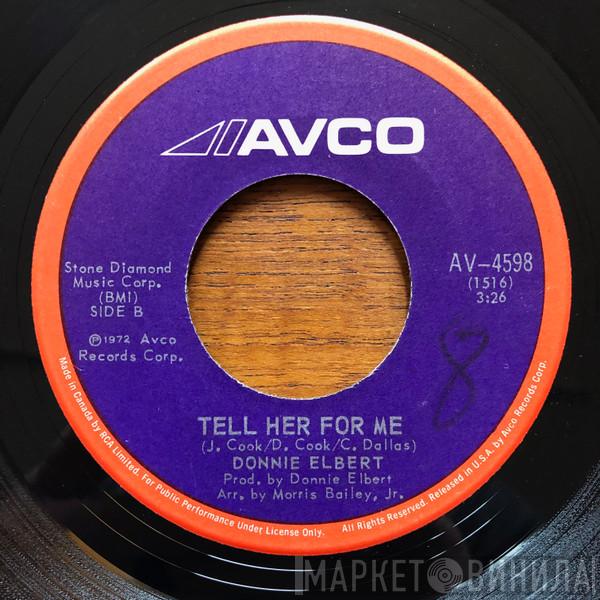 AVCO
Stone Diamond
Music Corp.
(BMI)
SIDE B
℗1972 Avco
Records Corp.
AV-4598
(1516)
3:26
8
TELL HER FOR ME
(J. Cook/D. Cook/C. Dallas)
DONNIE ELBERT
Prod. by Donnie Elbert
Arr. by Morris Bailey, Jr.
Made in Canada by RCA Limited. For Public Performance Under License Only. All Rights Reserved. Released in U.S.A. by Avco Records Corp.
МАРКЕТ ВИНИЛА